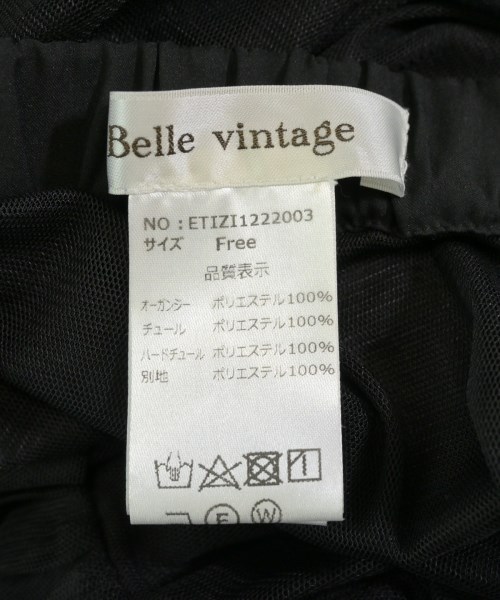 Belle vintage
NO : ETIZI1222003
サイズ Free
品質表示
オーガンジー ポリエステル100%
チュール ポリエステル100%
ハードチュール ポリエステル100%
別地 ポリエステル100%
F W